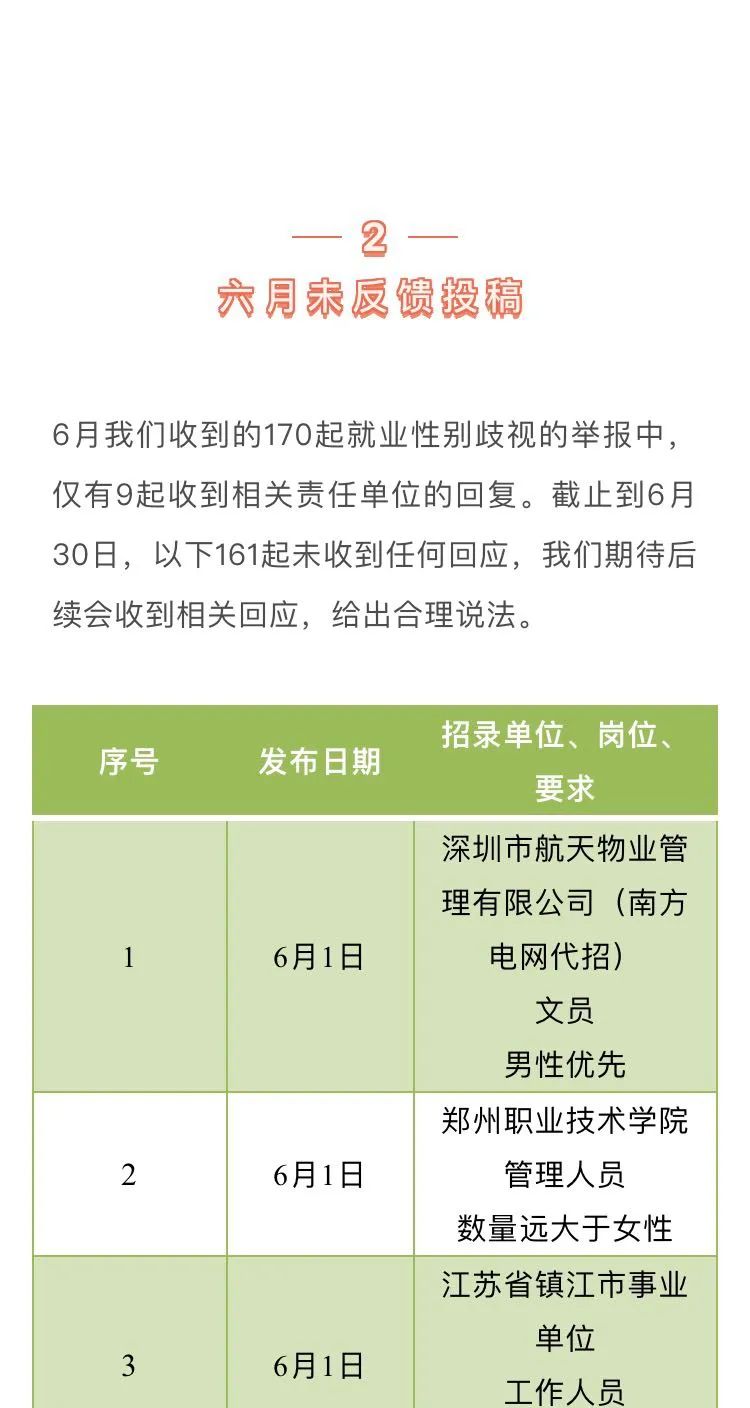 2
六月未反馈投稿
6月我们收到的170起就业性别歧视的举报中，
仅有9起收到相关责任单位的回复。截止到6月
30日，以下161起未收到任何回应，我们期待后
续会收到相关回应，给出合理说法。
序号 发布日期 招录单位、岗位、
要求
1 6月1日 深圳市航天物业管
理有限公司（南方
电网代招）
文员
男性优先
2 6月1日 郑州职业技术学院
管理人员
数量远大于女性
3 6月1日 江苏省镇江市事业
单位
工作人员